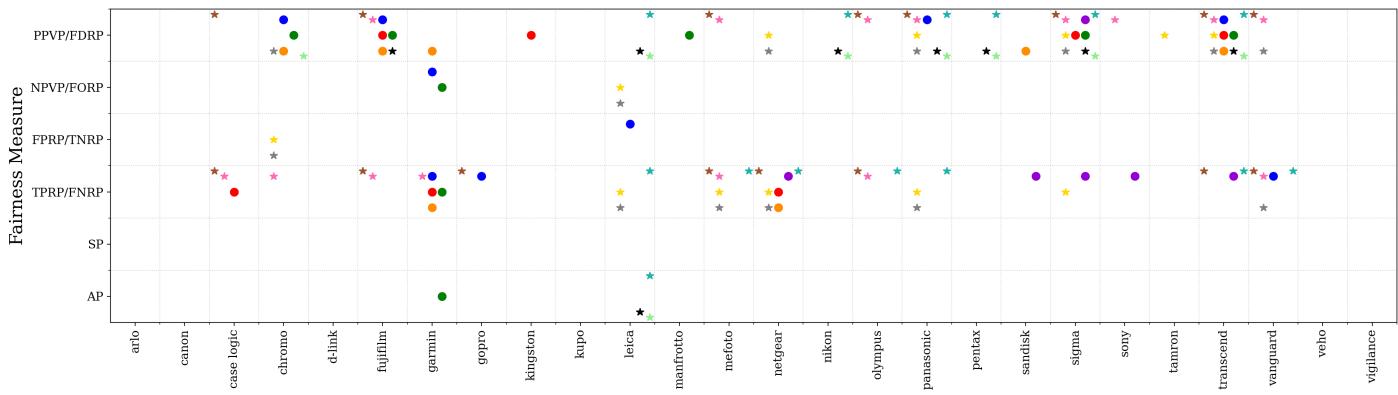 Fairness Measure
PPVP/FDRP
NPVP/FORP
FPRP/TNRP
TPRP/FNRP
SP
AP
arlo
canon
case logic
chromo
d-link
fujifilm
garmin
gopro
kingston
kupo
leica
manfrotto
mefoto
netgear
nikon
olympus
panasonic
pentax
sandisk
sigma
sony
tamron
transcend
vanguard
veho
vigilance